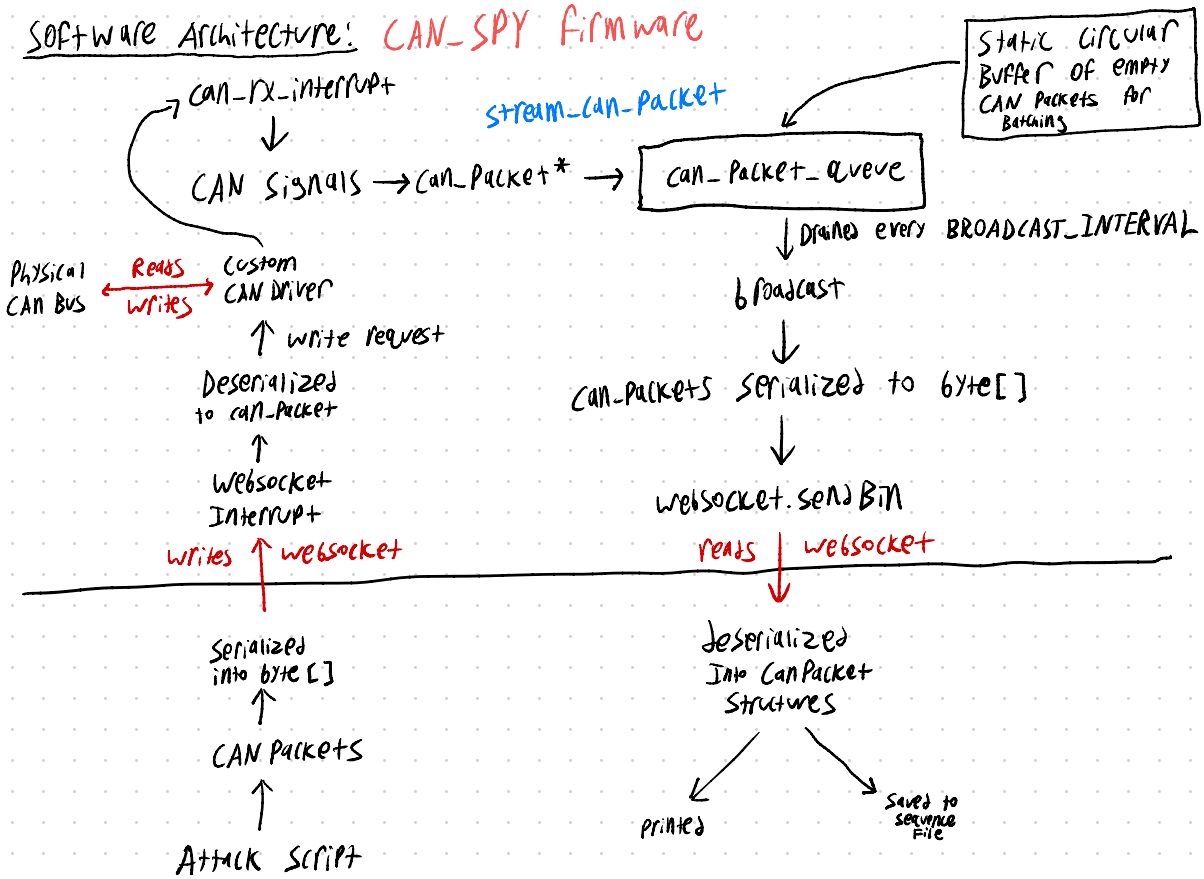 Software Architecture: CAN_SPY Firmware
can_rx_interrupt
stream_can_packet
Static Circular
Buffer of empty
CAN Packets for
Batching
CAN Signals → can_Packet* → can_Packet_queue
Drained every BROADCAST_INTERVAL
Physical
CAN Bus
Reads
writes
Custom
CAN Driver
broadcast
write request
Deserialized
to can_Packet
can_packets serialized to byte[]
Websocket
Interrupt
websocket.sendBin
writes websocket
reads websocket
Serialized
into byte[]
deserialized
Into CanPacket
Structures
CAN Packets
Printed
Saved to
sequence
File
Attack Script